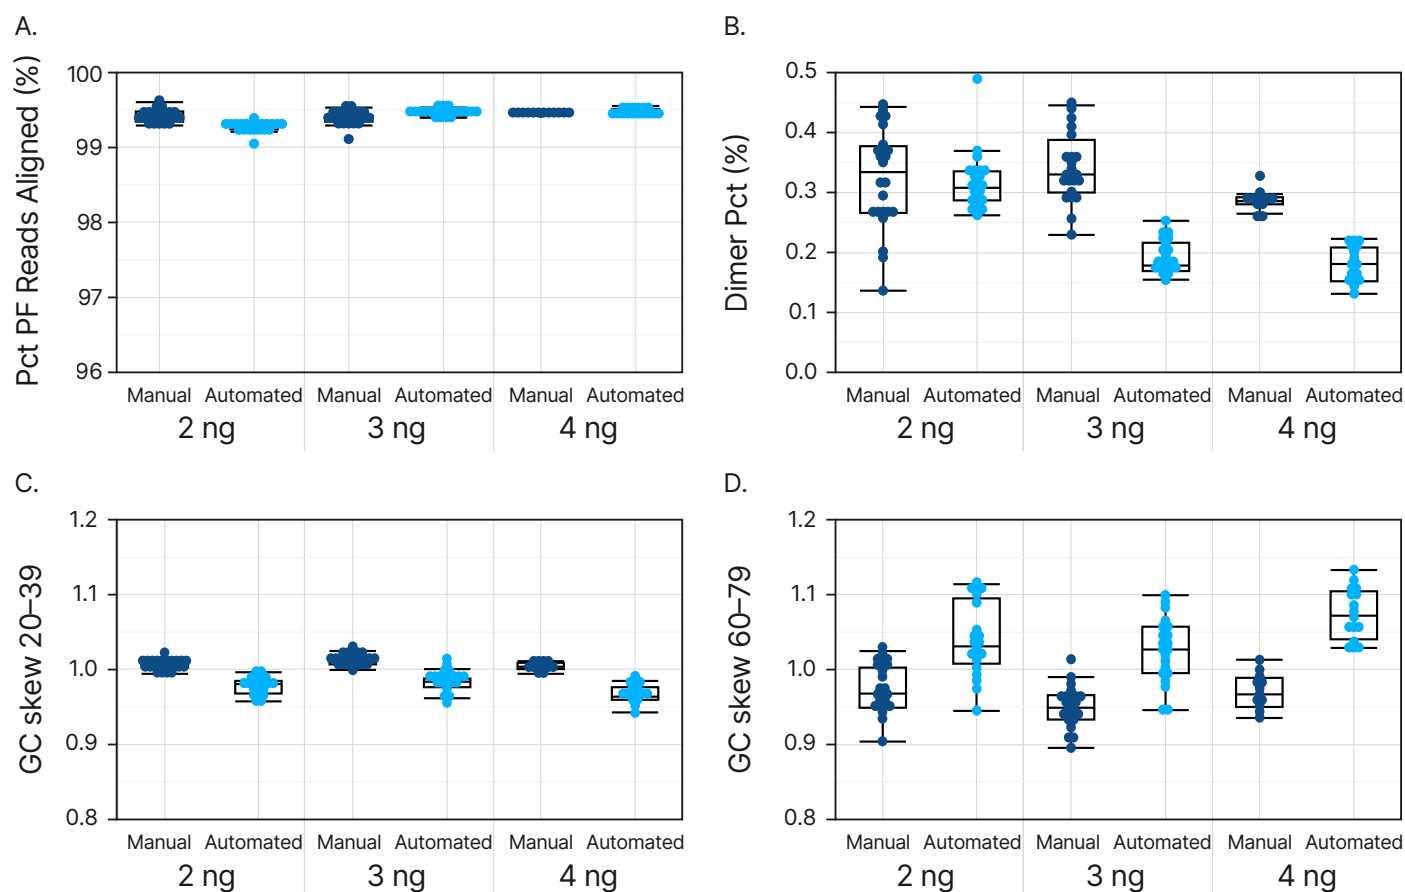 A.
Pct PF Reads Aligned (%)
100
99
98
97
96
Manual Automated Manual Automated Manual Automated
2 ng 3 ng 4 ng
B.
Dimer Pct (%)
0.5
0.4
0.3
0.2
0.1
0.0
Manual Automated Manual Automated Manual Automated
2 ng 3 ng 4 ng
C.
GC skew 20–39
1.2
1.1
1.0
0.9
0.8
Manual Automated Manual Automated Manual Automated
2 ng 3 ng 4 ng
D.
GC skew 60–79
1.2
1.1
1.0
0.9
0.8
Manual Automated Manual Automated Manual Automated
2 ng 3 ng 4 ng